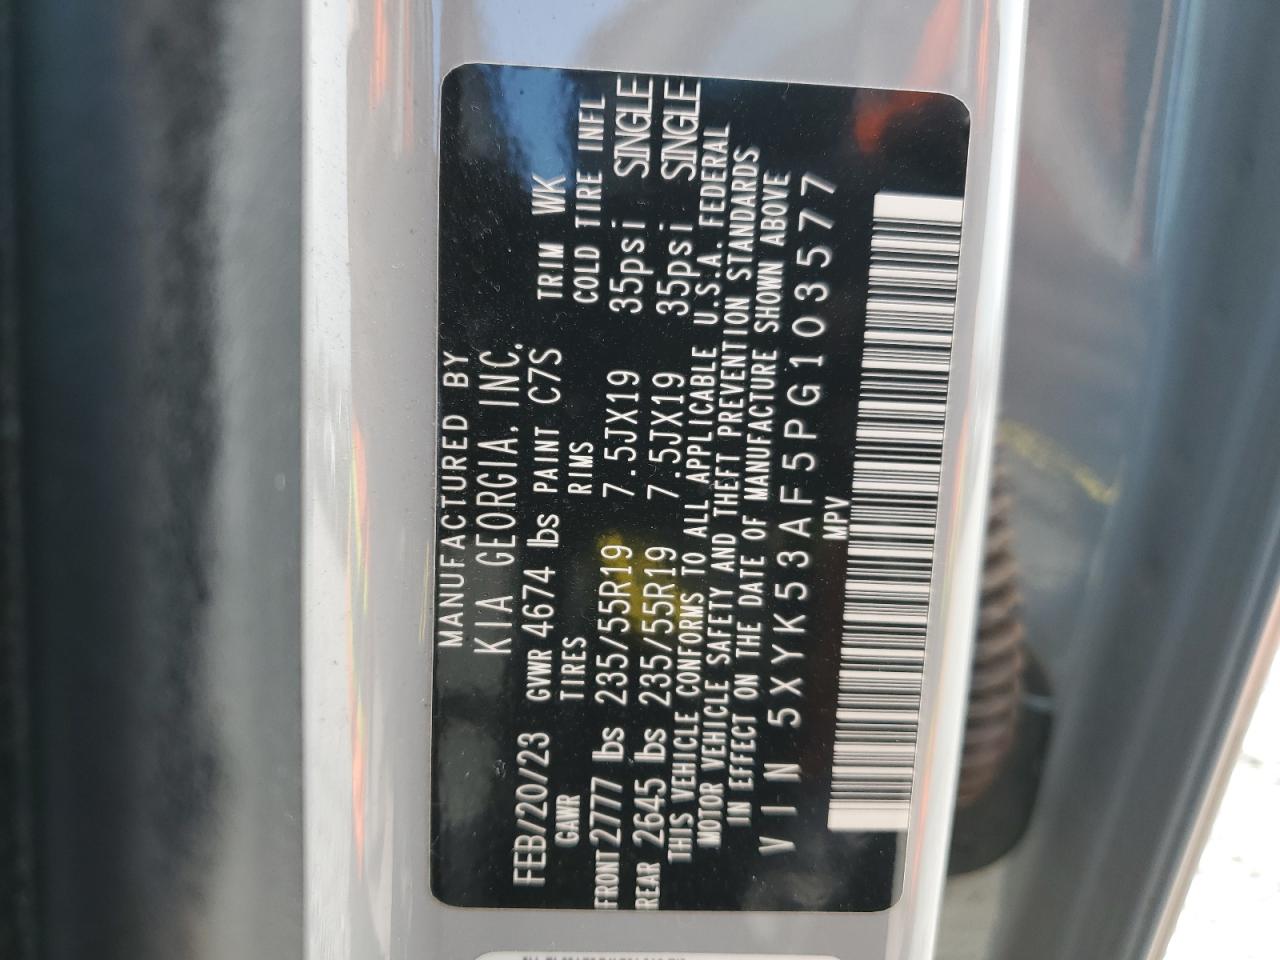 MANUFACTURED BY
KIA GEORGIA, INC.
FEB/20/23 GVWR 4674 lbs PAINT C7S TRIM WK
GAWR TIRES RIMS COLD TIRE INFL
FRONT 2777 lbs 235/55R19 7.5JX19 35psi SINGLE
REAR 2645 lbs 235/55R19 7.5JX19 35psi SINGLE
THIS VEHICLE CONFORMS TO ALL APPLICABLE U.S.A. FEDERAL
MOTOR VEHICLE SAFETY AND THEFT PREVENTION STANDARDS
IN EFFECT ON THE DATE OF MANUFACTURE SHOWN ABOVE
VIN 5XYK53AF5PG103577
MPV